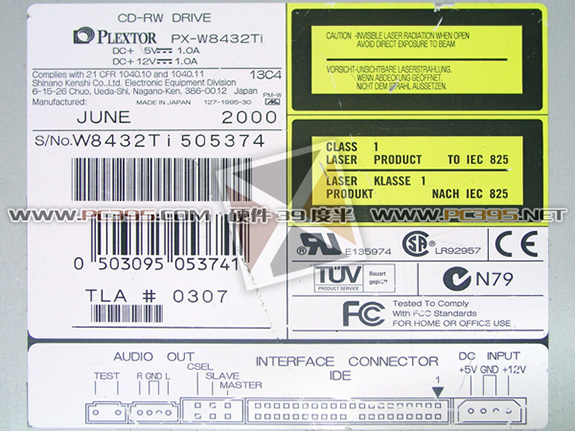 CD-RW DRIVE
PLEXTOR PX-W8432Ti
DC+ 5V 1.0A
DC+12V 1.0A
Complies with 21 CFR 1040.10 and 1040.11
Shinano Kenshi Co.,Ltd. Electronic Equipment Division
6-15-26 Chuo, Ueda-Shi, Nagano-Ken, 386-0012 Japan
13C4
PM-W
Manufactured: MADE IN JAPAN 127-1995-30
JUNE 2000
S/No.W8432Ti505374
0 503095 053741
TLA # 0307
CAUTION -INVISIBLE LASER RADIATION WHEN OPEN
AVOID DIRECT EXPOSURE TO BEAM
VORSICHT-UNSICHTBARE LASERSTRAHLUNG,
WENN ABDECKUNG GEÖFFNET.
NICHT DEM STRAHL AUSSETZEN.
CLASS 1
LASER PRODUCT TO IEC 825
LASER KLASSE 1
PRODUKT NACH IEC 825
WWW.PC395.COM 硬件39度半 WWW.PC395.NET
E135974
LR92957
TÜV
PRODUCT SERVICE
Bauart
N79
FC
Tested To Comply
With FCC Standards
FOR HOME OR OFFICE USE
AUDIO OUT
INTERFACE CONNECTOR
IDE
DC INPUT
TEST
R GND L
CSEL
SLAVE
MASTER
1
+5V GND +12V